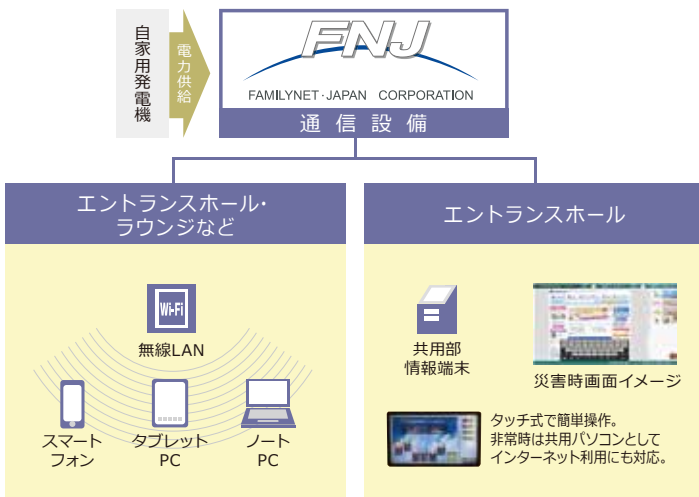 自家用発電機
電力供給
FNJ
FAMILYNET・JAPAN CORPORATION
通信設備
エントランスホール・
ラウンジなど
Wi-Fi
無線LAN
スマート
フォン
タブレット
PC
ノート
PC
エントランスホール
共用部
情報端末
災害時画面イメージ
タッチ式で簡単操作。
非常時は共用パソコンとして
インターネット利用にも対応。